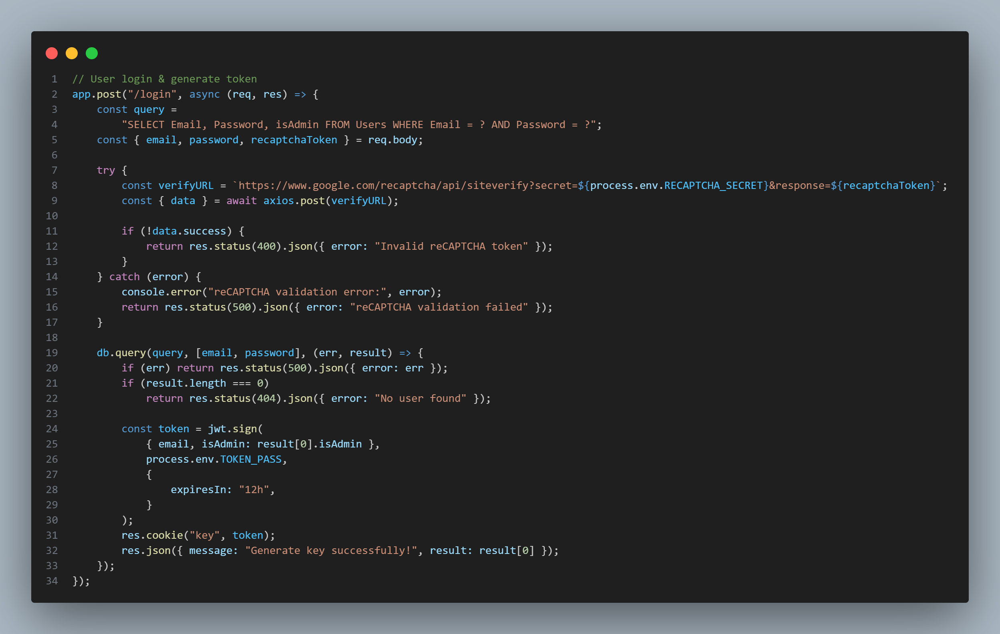 1 // User login & generate token
2 app.post("/login", async (req, res) => {
3     const query =
4         "SELECT Email, Password, isAdmin FROM Users WHERE Email = ? AND Password = ?";
5     const { email, password, recaptchaToken } = req.body;
6
7     try {
8         const verifyURL = `https://www.google.com/recaptcha/api/siteverify?secret=${process.env.RECAPTCHA_SECRET}&response=${recaptchaToken}`;
9         const { data } = await axios.post(verifyURL);
10
11         if (!data.success) {
12             return res.status(400).json({ error: "Invalid reCAPTCHA token" });
13         }
14     } catch (error) {
15         console.error("reCAPTCHA validation error:", error);
16         return res.status(500).json({ error: "reCAPTCHA validation failed" });
17     }
18
19     db.query(query, [email, password], (err, result) => {
20         if (err) return res.status(500).json({ error: err });
21         if (result.length === 0)
22             return res.status(404).json({ error: "No user found" });
23
24         const token = jwt.sign(
25             { email, isAdmin: result[0].isAdmin },
26             process.env.TOKEN_PASS,
27             {
28                 expiresIn: "12h",
29             }
30         );
31         res.cookie("key", token);
32         res.json({ message: "Generate key successfully!", result: result[0] });
33     });
34 });